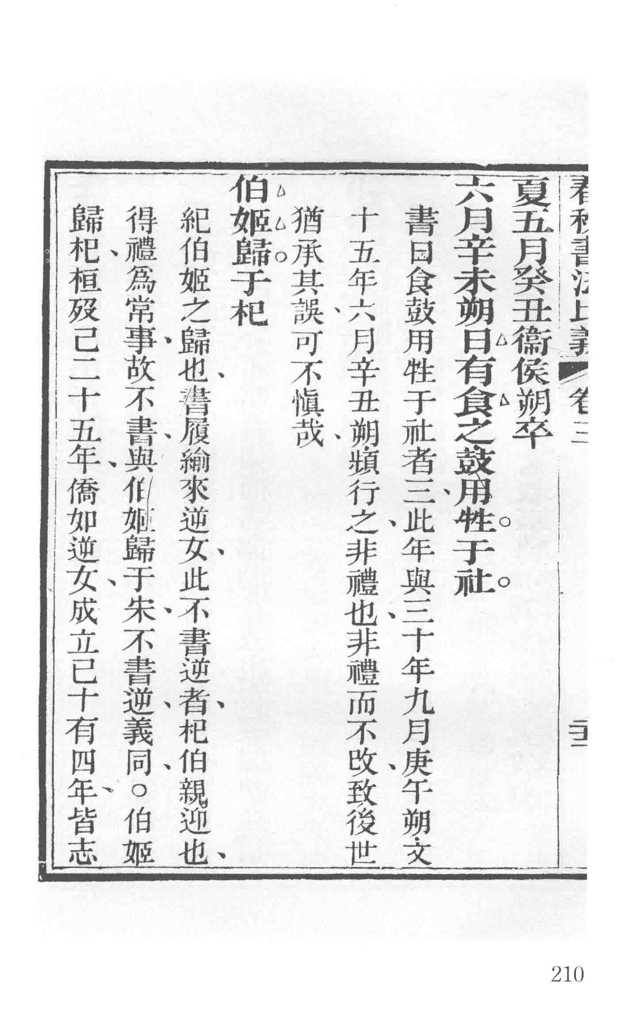 春秋書法比義 卷三 二十二
夏五月癸丑衞侯朔卒
六月辛未朔日有食之鼓用牲于社
書日食鼓用牲于社者三此年與三十年九月庚午朔文
十五年六月辛丑朔頻行之非禮也非禮而不改致後世
猶承其誤可不愼哉
伯姬歸于杞
紀伯姬之歸也書履緰來逆女此不書逆者杞伯親迎也
得禮爲常事故不書與伯姬歸于宋不書逆義同○伯姬
歸杞桓歿己二十五年僑如逆女成立己十有四年皆志
210